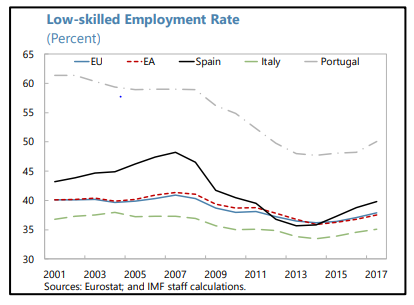 Low-skilled Employment Rate
(Percent)
65
EU EA Spain Italy Portugal
60
55
50
45
40
35
30
2001 2003 2005 2007 2009 2011 2013 2015 2017
Sources: Eurostat; and IMF staff calculations.